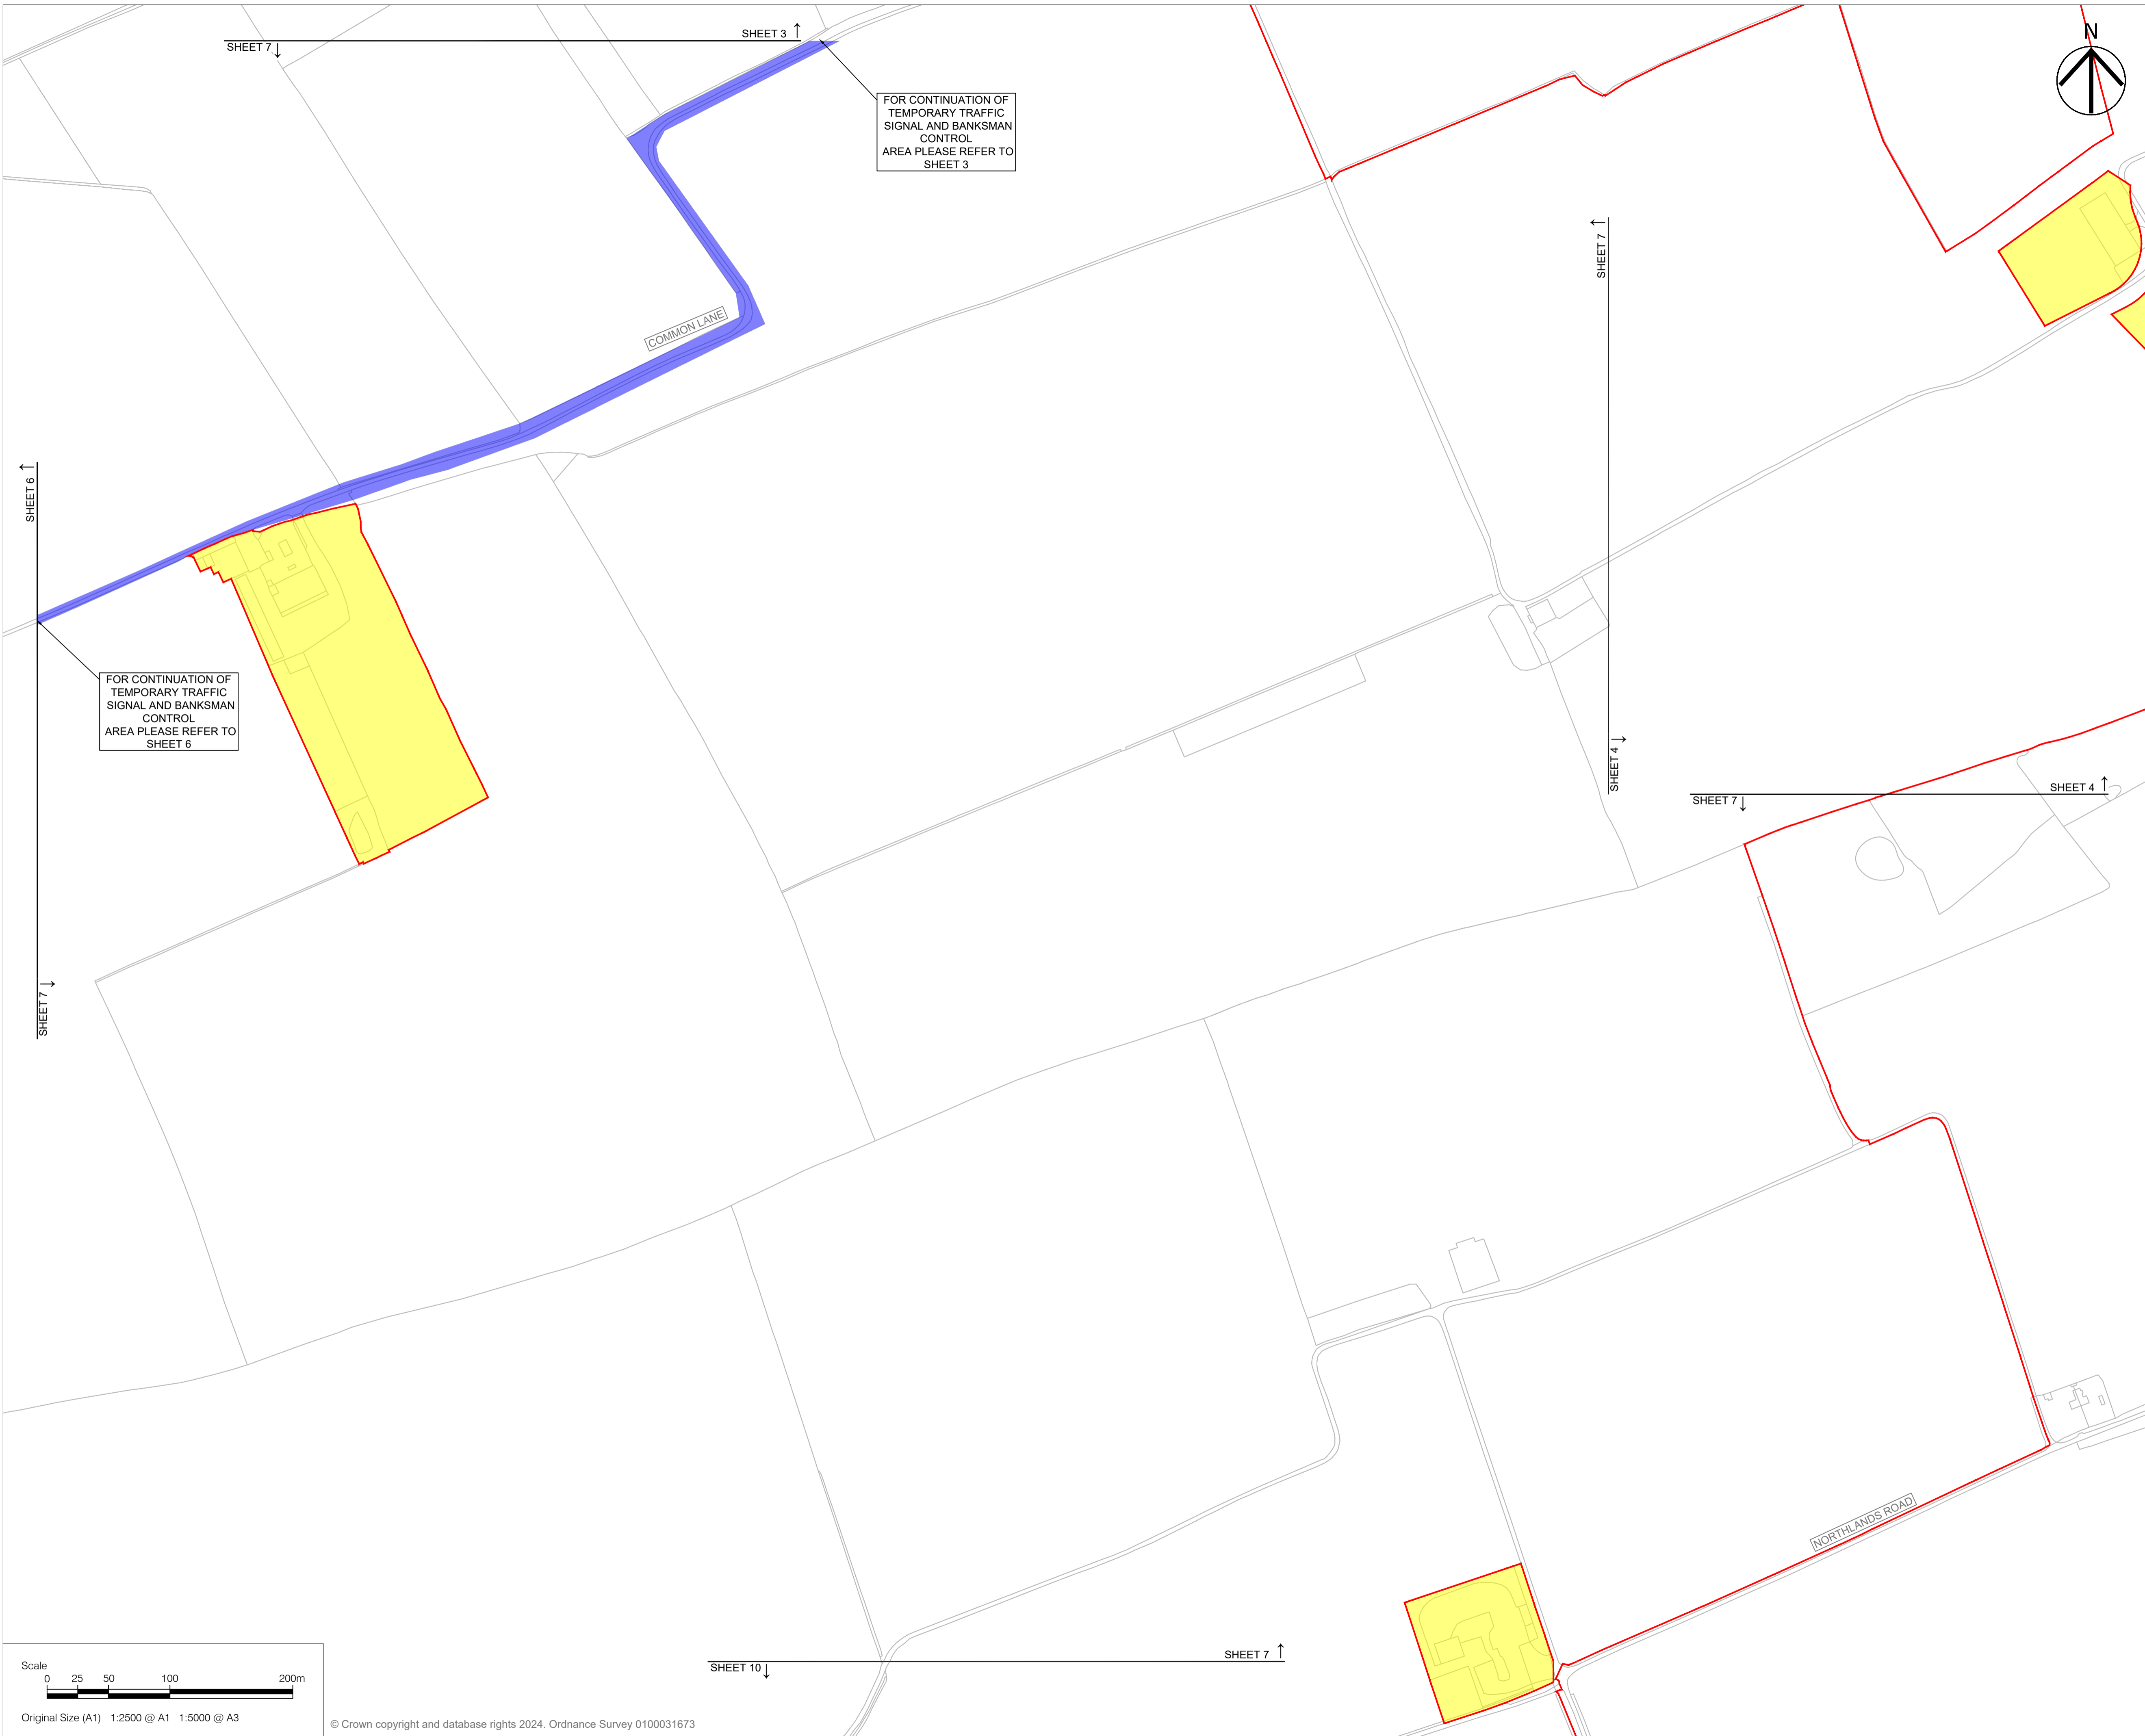 SHEET 3
SHEET 7
N
FOR CONTINUATION OF
TEMPORARY TRAFFIC
SIGNAL AND BANKSMAN
CONTROL
AREA PLEASE REFER TO
SHEET 3
SHEET 7
COMMON LANE
SHEET 6
FOR CONTINUATION OF
TEMPORARY TRAFFIC
SIGNAL AND BANKSMAN
CONTROL
AREA PLEASE REFER TO
SHEET 6
SHEET 4
SHEET 4
SHEET 7
SHEET 7
NORTHLANDS ROAD
SHEET 7
SHEET 10
Scale
0 25 50 100 200m
Original Size (A1) 1:2500 @ A1 1:5000 @ A3
© Crown copyright and database rights 2024. Ordnance Survey 0100031673